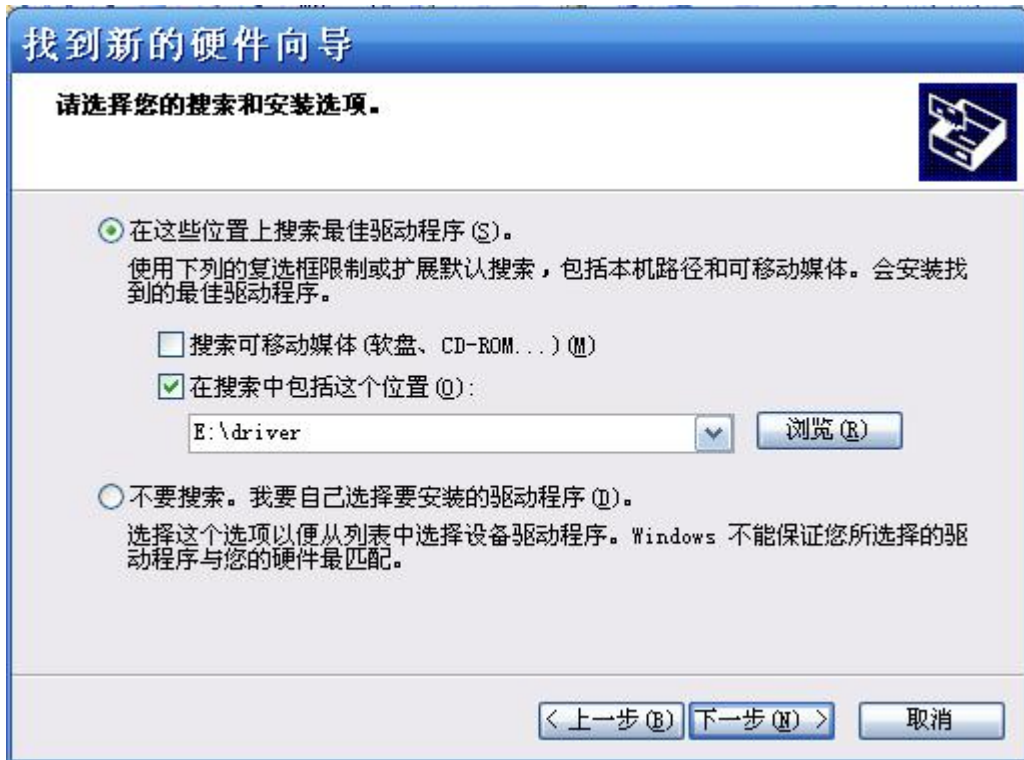 找到新的硬件向导
请选择您的搜索和安装选项。
在这些位置上搜索最佳驱动程序(S)。
使用下列的复选框限制或扩展默认搜索，包括本机路径和可移动媒体。会安装找
到的最佳驱动程序。
搜索可移动媒体(软盘、CD-ROM...)(M)
在搜索中包括这个位置(O):
E:\driver
浏览(R)
不要搜索。我要自己选择要安装的驱动程序(D)。
选择这个选项以便从列表中选择设备驱动程序。Windows 不能保证您所选择的驱
动程序与您的硬件最匹配。
< 上一步(B) 下一步(N) > 取消